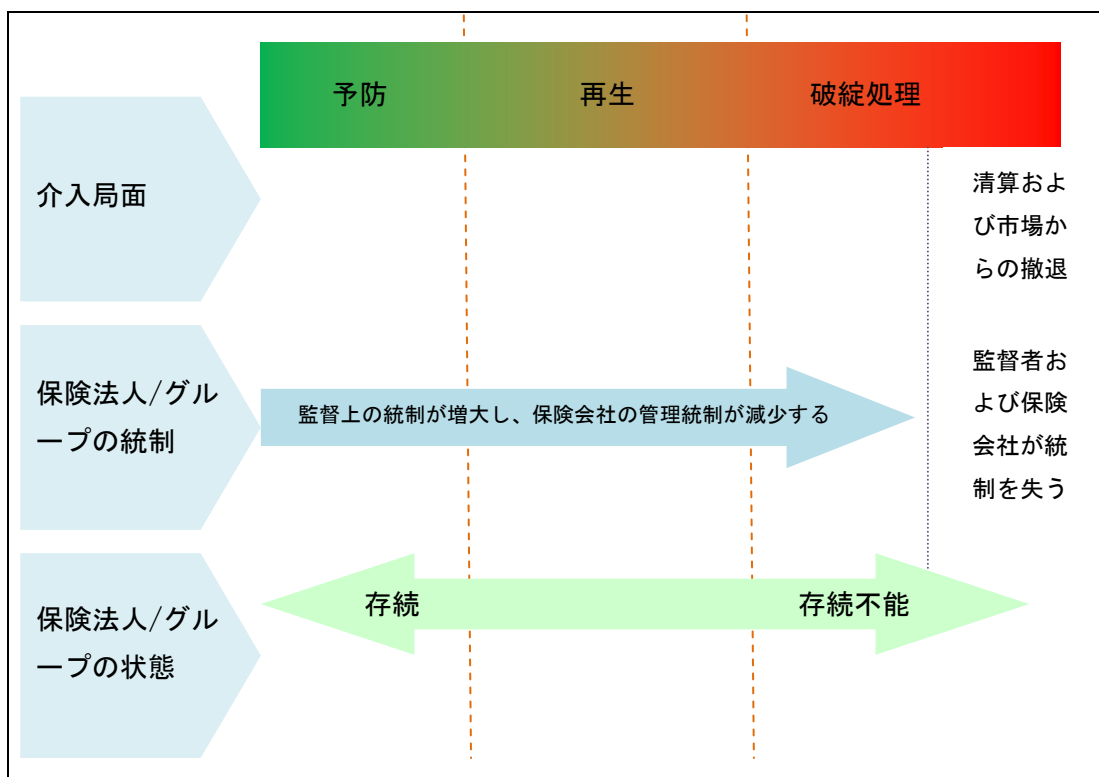 予防
再生
破綻処理
介入局面
清算およ
び市場か
らの撤退
保険法人/グル
ープの統制
監督上の統制が増大し、保険会社の管理統制が減少する
監督者お
よび保険
会社が統
制を失う
保険法人/グル
ープの状態
存続
存続不能